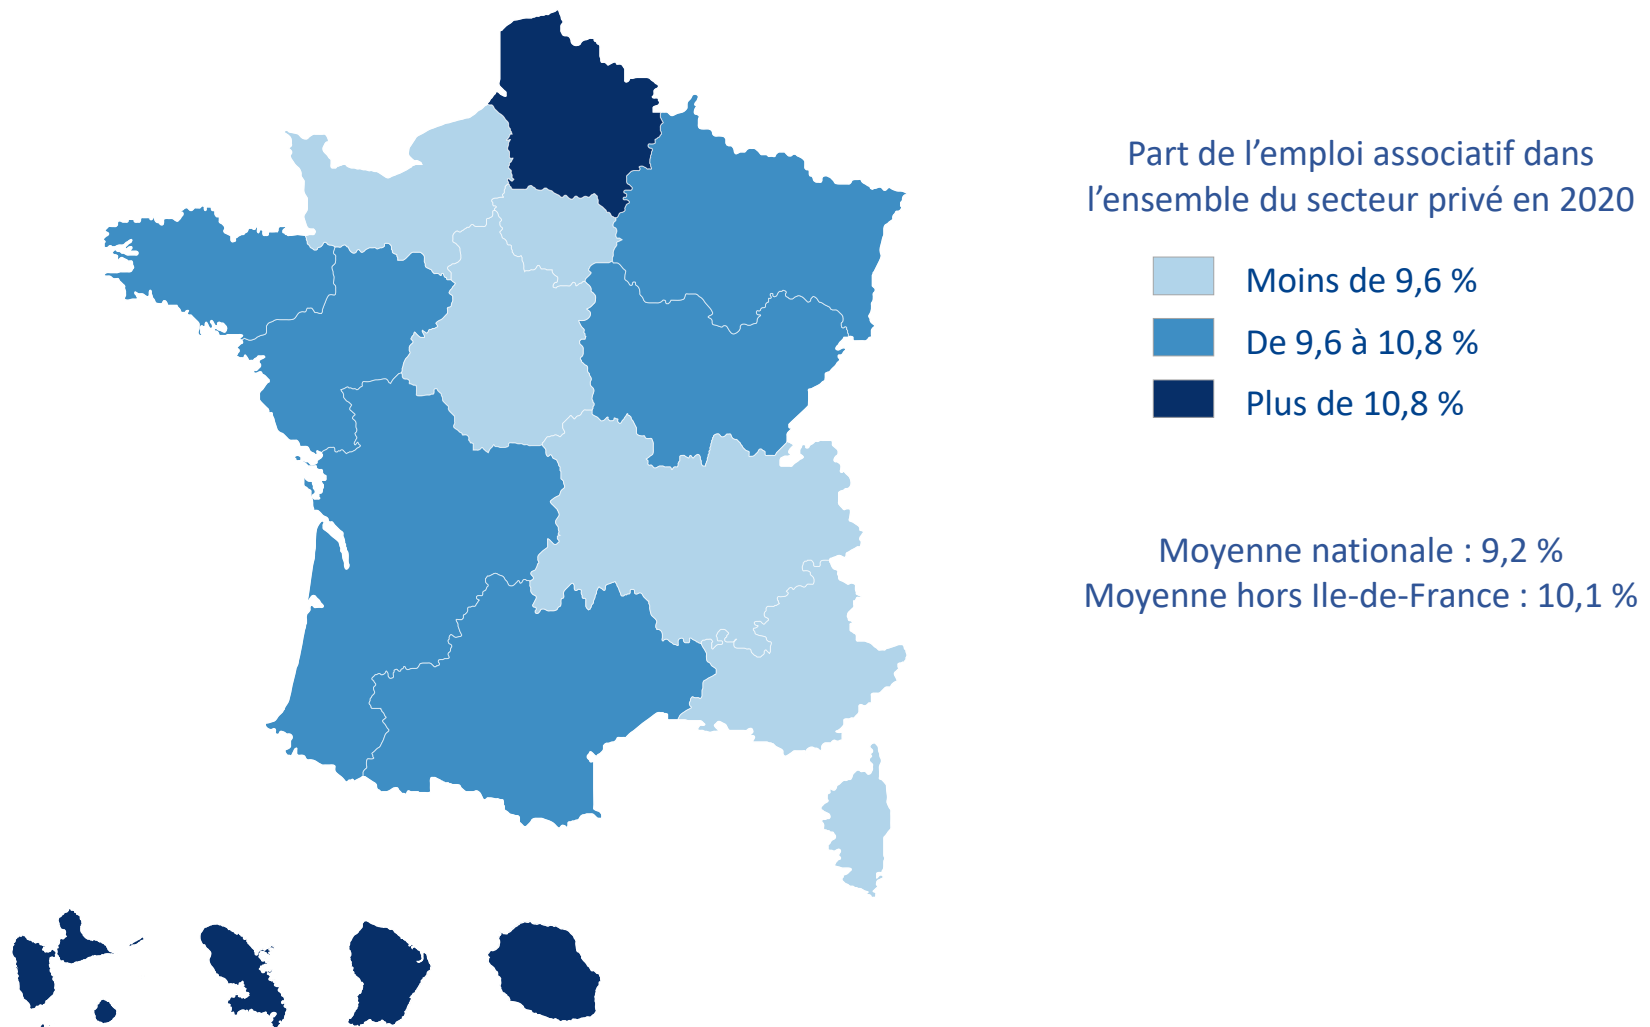 Part de l’emploi associatif dans
l’ensemble du secteur privé en 2020
Moins de 9,6 %
De 9,6 à 10,8 %
Plus de 10,8 %
Moyenne nationale : 9,2 %
Moyenne hors Ile-de-France : 10,1 %